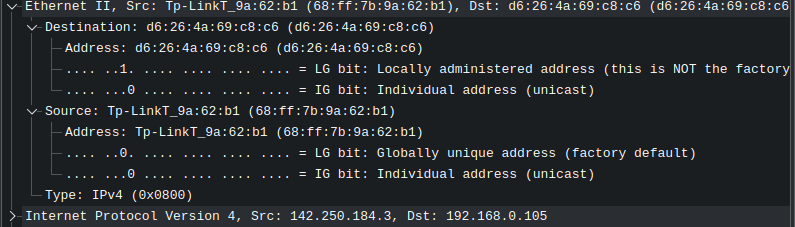 Ethernet II, Src: Tp-LinkT_9a:62:b1 (68:ff:7b:9a:62:b1), Dst: d6:26:4a:69:c8:c6 (d6:26:4a:69:c8:c6
Destination: d6:26:4a:69:c8:c6 (d6:26:4a:69:c8:c6)
Address: d6:26:4a:69:c8:c6 (d6:26:4a:69:c8:c6)
.... ..1. .... .... .... .... = LG bit: Locally administered address (this is NOT the factory
.... ...0 .... .... .... .... = IG bit: Individual address (unicast)
Source: Tp-LinkT_9a:62:b1 (68:ff:7b:9a:62:b1)
Address: Tp-LinkT_9a:62:b1 (68:ff:7b:9a:62:b1)
.... ..0. .... .... .... .... = LG bit: Globally unique address (factory default)
.... ...0 .... .... .... .... = IG bit: Individual address (unicast)
Type: IPv4 (0x0800)
Internet Protocol Version 4, Src: 142.250.184.3, Dst: 192.168.0.105